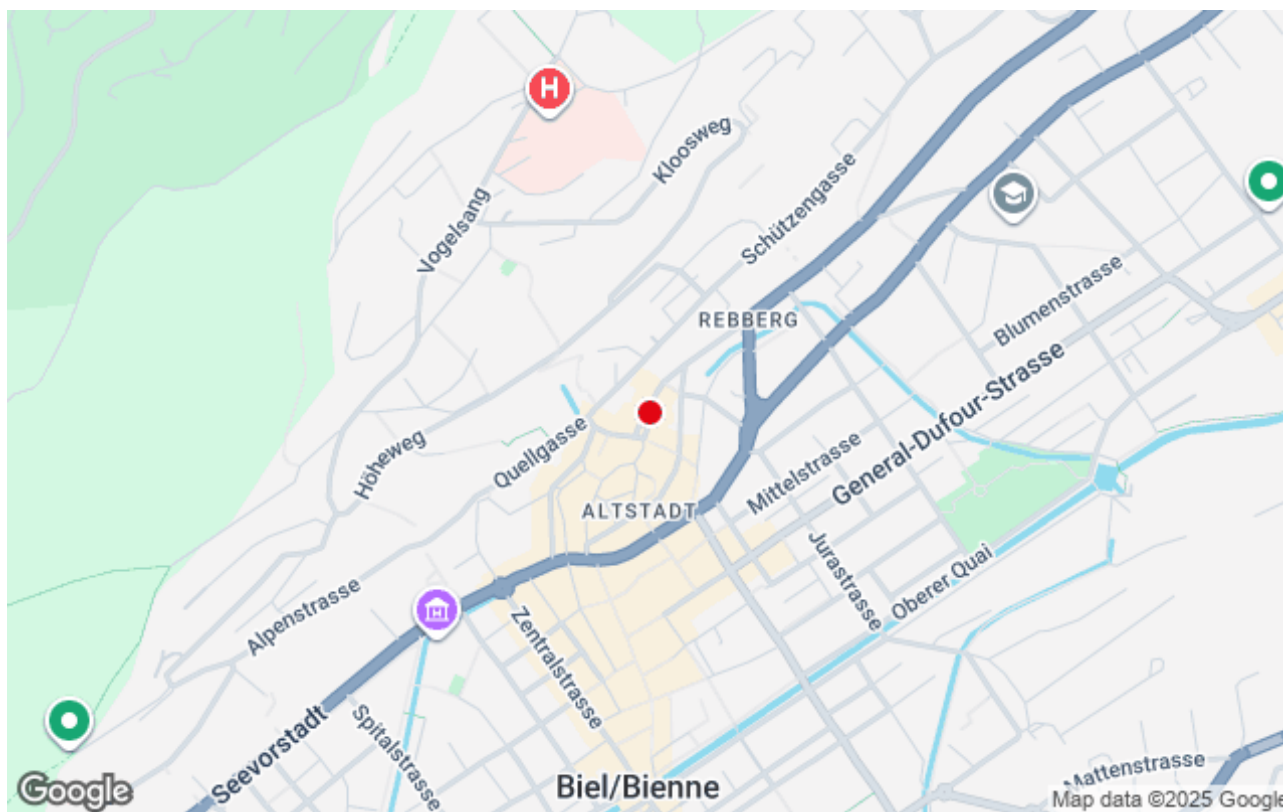 H
Kloosweg
Vogelsang
Schützengasse
REBBERG
Blumenstrasse
General-Dufour-Strasse
Höheweg
Quellgasse
Mittelstrasse
ALTSTADT
Jurastrasse
Oberer Quai
Alpenstrasse
Zentralstrasse
Seevorstadt
Spitalstrasse
Mattenstrasse
Biel/Bienne
Google
Map data ©2025 Google